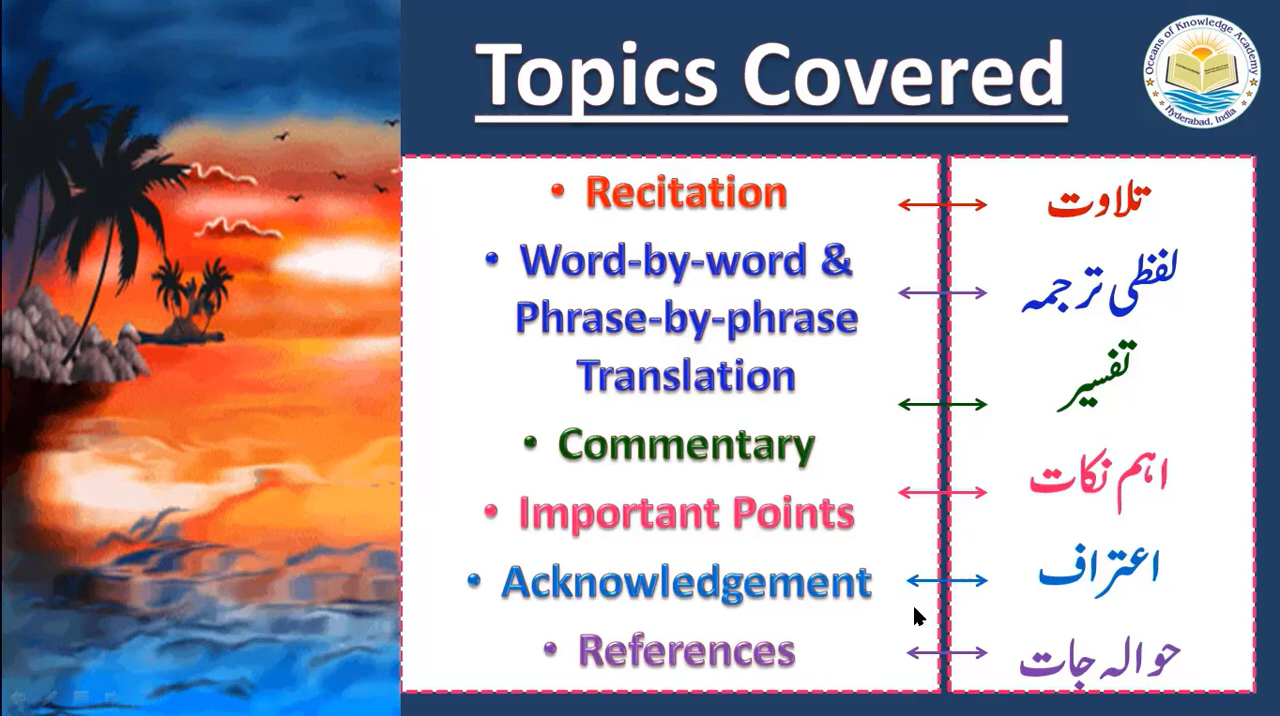 Topics Covered
Oceans of Knowledge Academy
Hyderabad, India
• Recitation
تلاوت
• Word-by-word &
Phrase-by-phrase
Translation
لفظی ترجمہ
• Commentary
تفسیر
• Important Points
اہم نکات
• Acknowledgement
اعتراف
• References
حوالہ جات